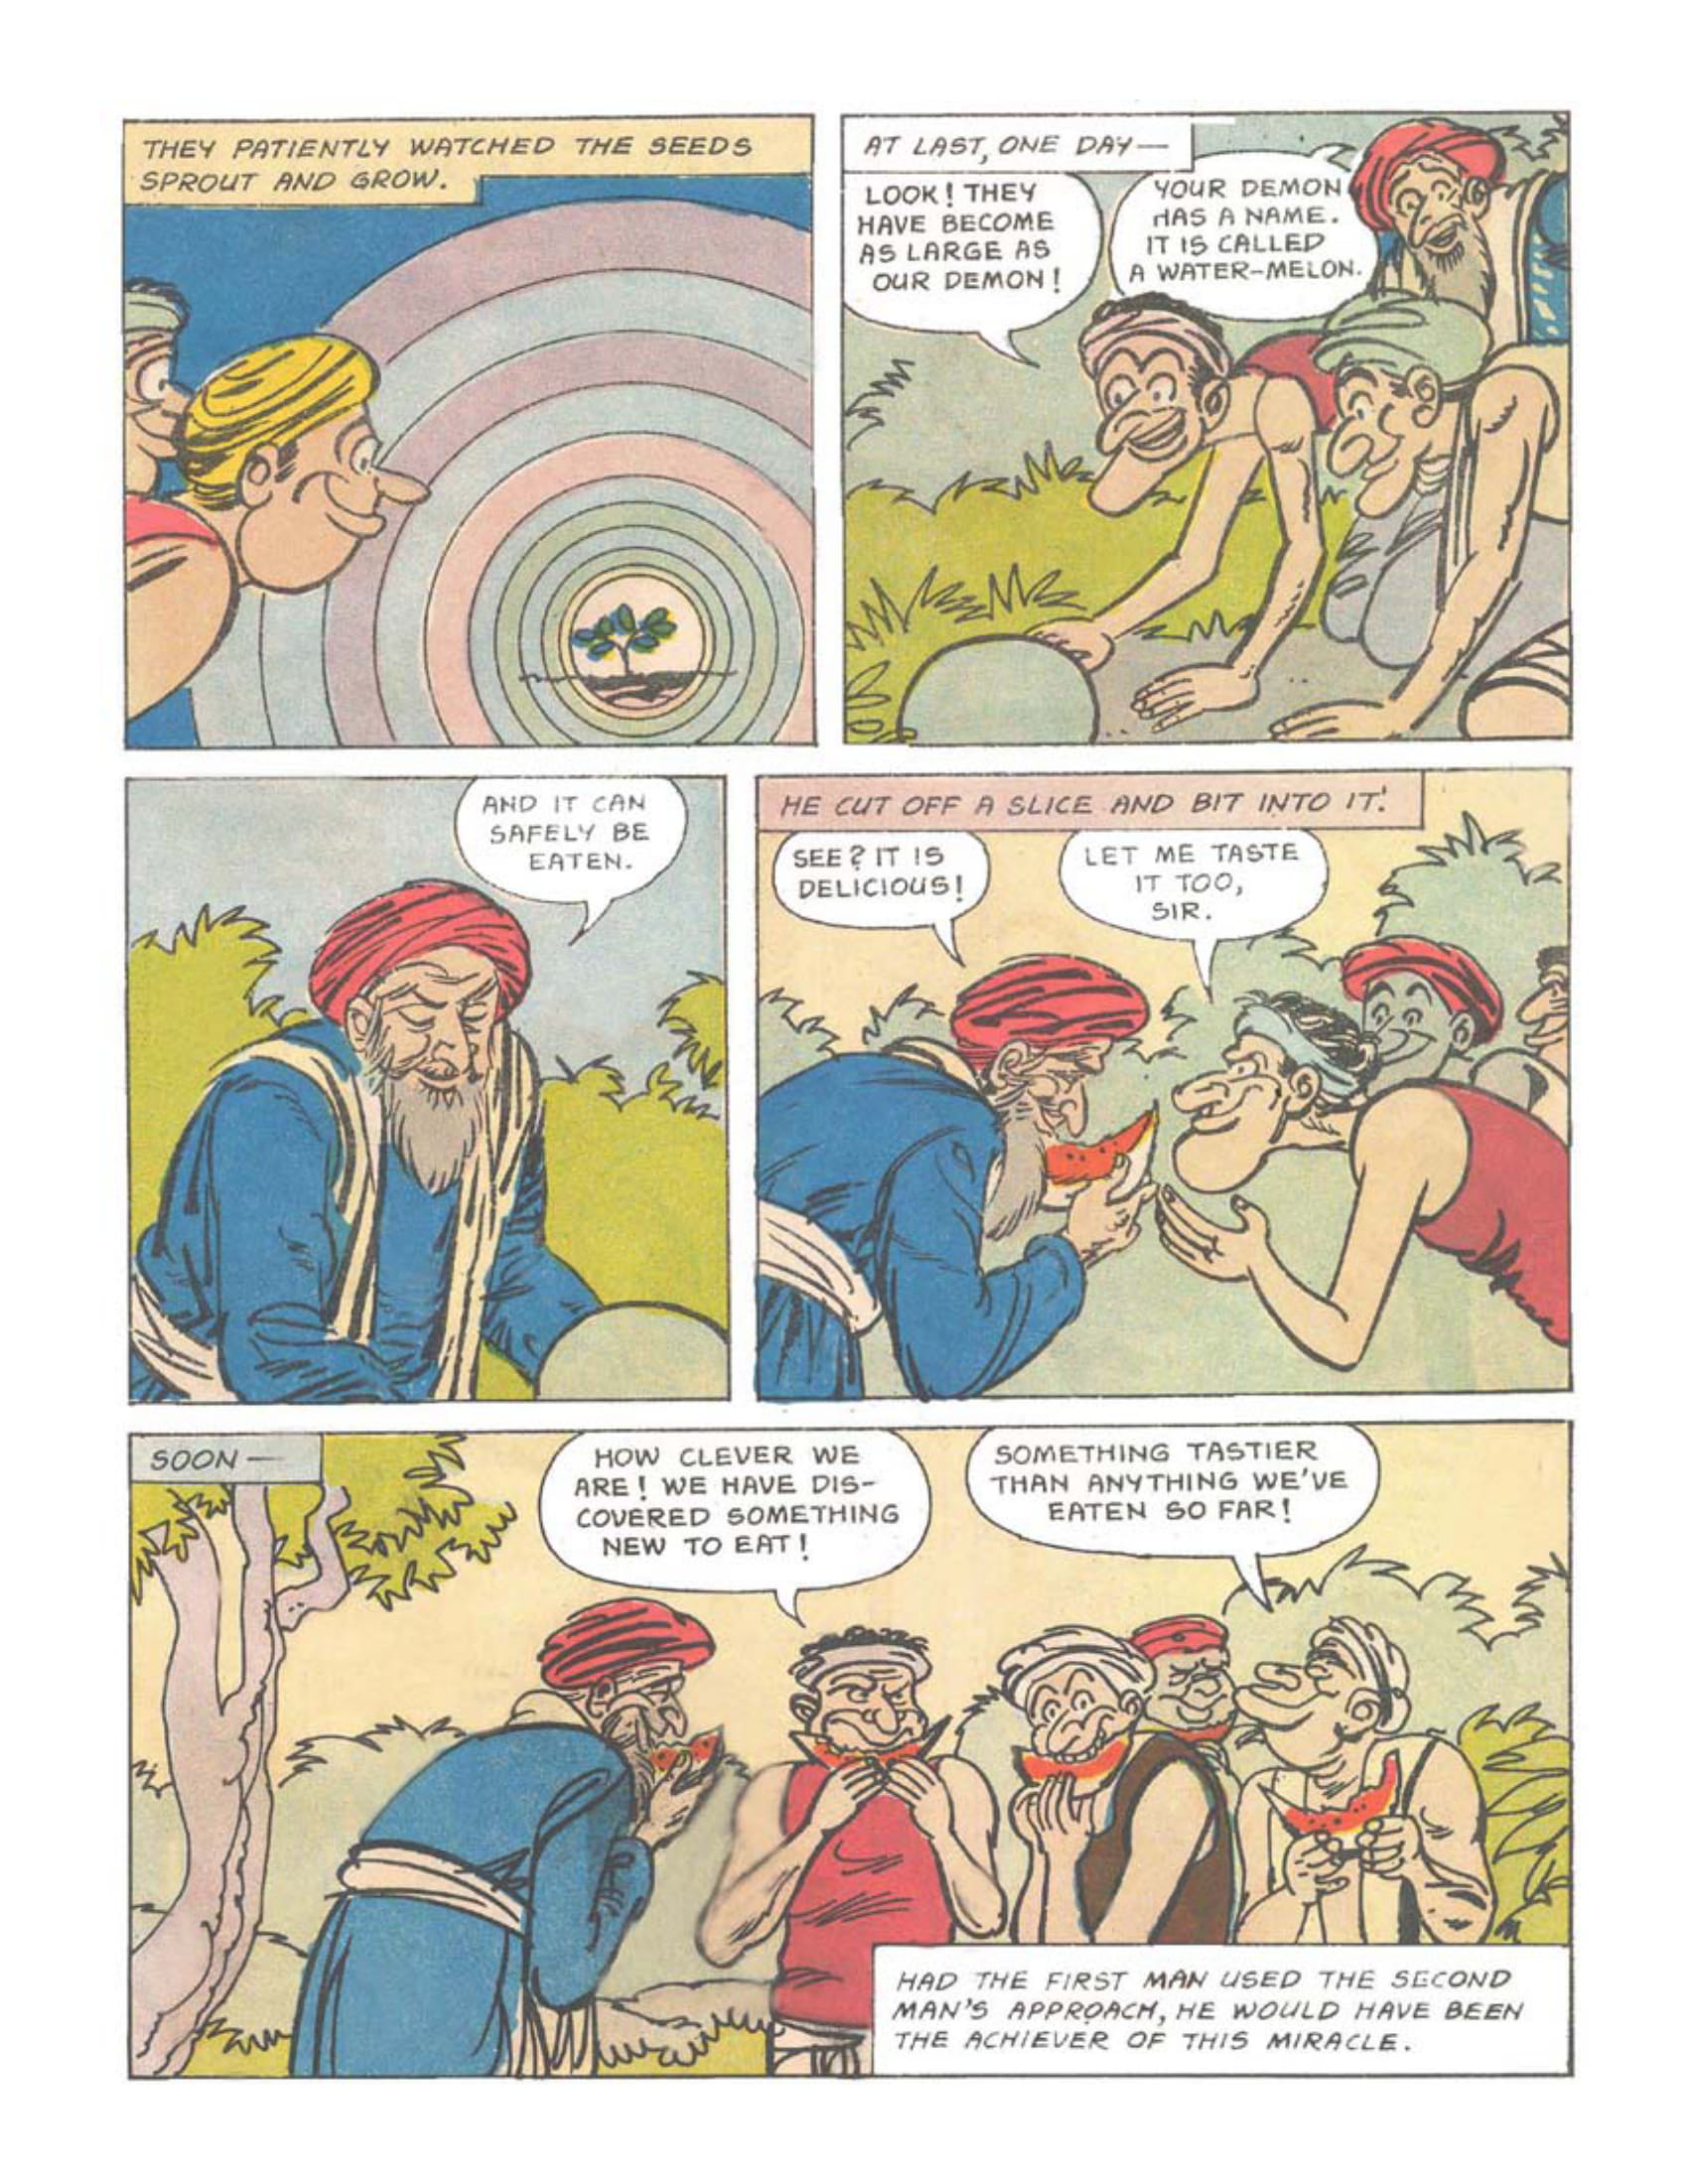 THEY PATIENTLY WATCHED THE SEEDS
SPROUT AND GROW.
AT LAST, ONE DAY—
LOOK! THEY
HAVE BECOME
AS LARGE AS
OUR DEMON!
YOUR DEMON
HAS A NAME.
IT IS CALLED
A WATER-MELON.
AND IT CAN
SAFELY BE
EATEN.
HE CUT OFF A SLICE AND BIT INTO IT.
SEE? IT IS
DELICIOUS!
LET ME TASTE
IT TOO,
SIR.
SOON—
HOW CLEVER WE
ARE! WE HAVE DIS-
COVERED SOMETHING
NEW TO EAT!
SOMETHING TASTIER
THAN ANYTHING WE'VE
EATEN SO FAR!
HAD THE FIRST MAN USED THE SECOND
MAN'S APPROACH, HE WOULD HAVE BEEN
THE ACHIEVER OF THIS MIRACLE.